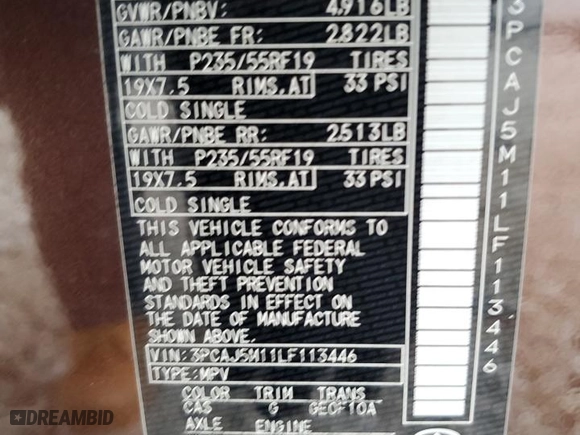 GVWR/PNBV: 4,916LB
GAWR/PNBE FR: 2822LB
WITH P235/55RF19 TIRES
19X7.5 RIMS,AT 33 PSI
COLD SINGLE
GAWR/PNBE RR: 2513LB
WITH P235/55RF19 TIRES
19X7.5 RIMS,AT 33 PSI
COLD SINGLE
THIS VEHICLE CONFORMS TO
ALL APPLICABLE FEDERAL
MOTOR VEHICLE SAFETY
AND THEFT PREVENTION
STANDARDS IN EFFECT ON
THE DATE OF MANUFACTURE
SHOWN ABOVE.
VIN:3PCAJ5M11LF113446
TYPE:MPV
COLOR TRIM TRANS
CAS G GEOF10A
AXLE ENGINE
3PCAJ5M11LF113446
DREAMBID